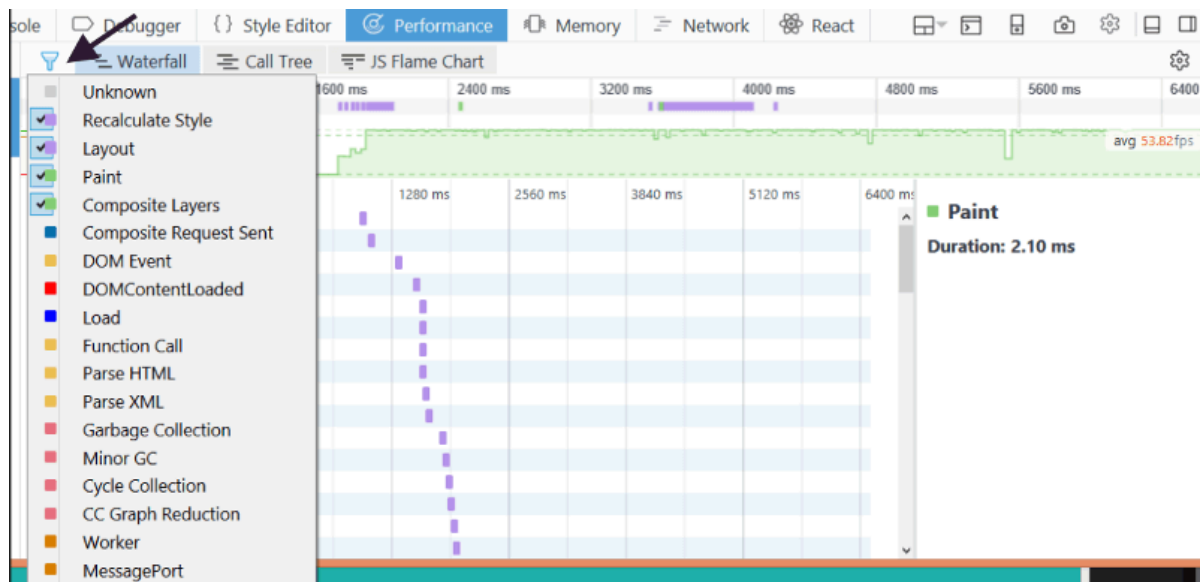 sole Debugger {} Style Editor Performance Memory Network React
Waterfall Call Tree JS Flame Chart
1600 ms 2400 ms 3200 ms 4000 ms 4800 ms 5600 ms 6400
avg 53.82fps
1280 ms 2560 ms 3840 ms 5120 ms 6400 ms
Unknown
Recalculate Style
Layout
Paint
Composite Layers
Composite Request Sent
DOM Event
DOMContentLoaded
Load
Function Call
Parse HTML
Parse XML
Garbage Collection
Minor GC
Cycle Collection
CC Graph Reduction
Worker
MessagePort
Paint
Duration: 2.10 ms